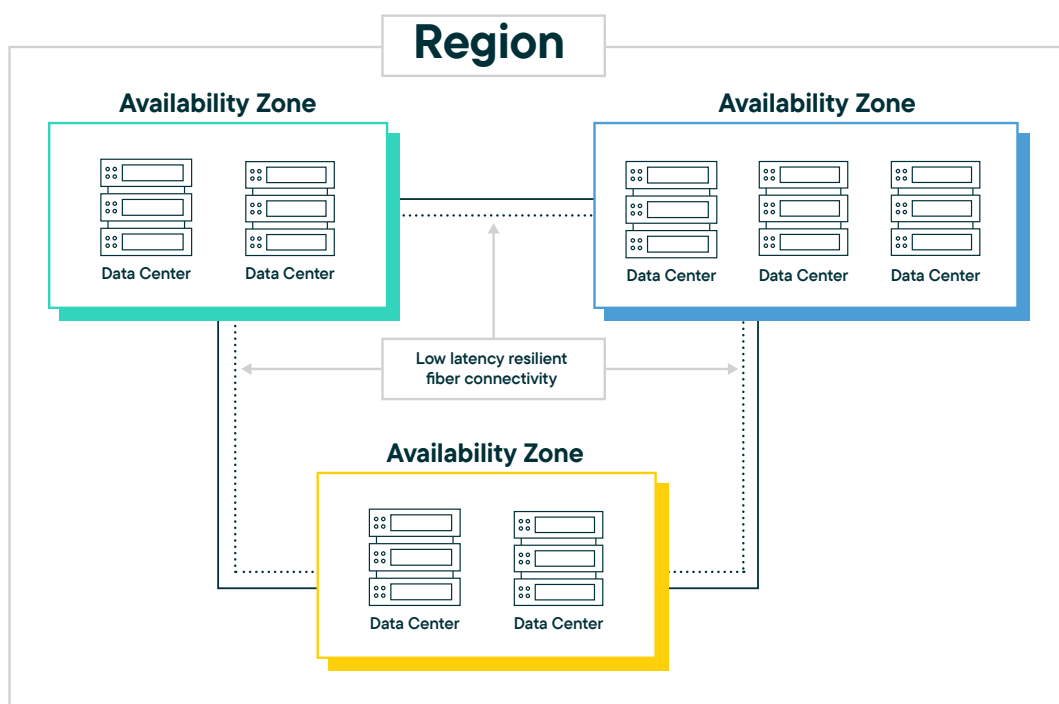 Region
Availability Zone
Availability Zone
Data Center
Data Center
Data Center
Data Center
Data Center
Low latency resilient
fiber connectivity
Availability Zone
Data Center
Data Center